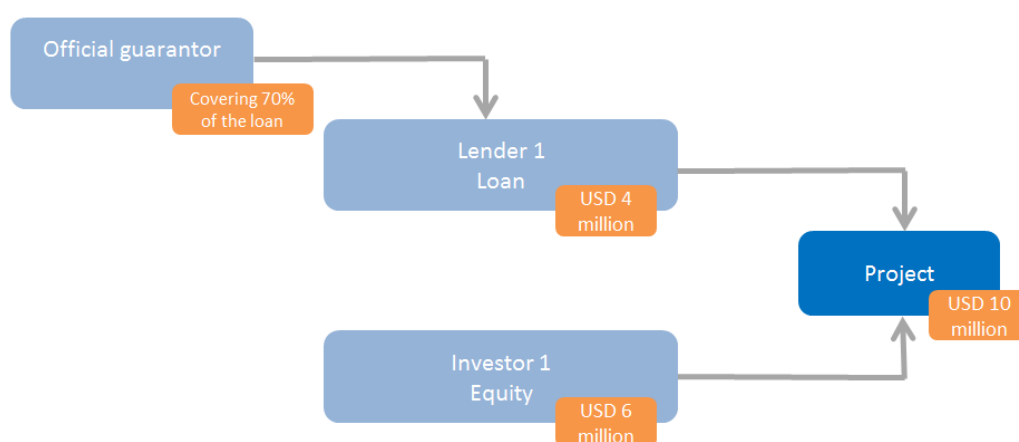 Official guarantor
Covering 70%
of the loan
Lender 1
Loan
USD 4
million
Project
USD 10
million
Investor 1
Equity
USD 6
million